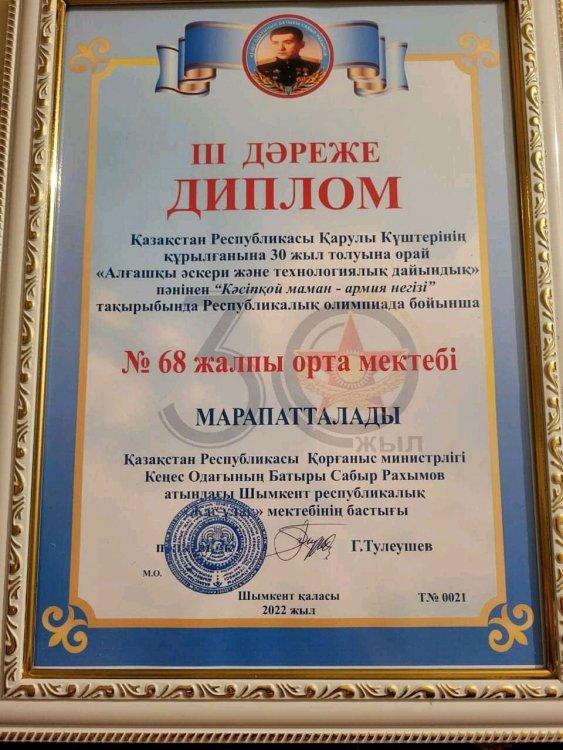 III ДӘРЕЖЕ
ДИПЛОМ
Қазақстан Республикасы Қарулы Күштерінің
құрылғанына 30 жыл толуына орай
«Алғашқы әскери және технологиялық дайындық»
пәнінен “Кәсіпқой маман - армия негізі”
тақырыбында Республикалық олимпиада бойынша
30
№ 68 жалпы орта мектебі
МАРАПАТТАЛАДЫ
ЖЫЛ
Қазақстан Республикасы Қорғаныс министрлігі
Кеңес Одағының Батыры Сабыр Рахымов
атындағы Шымкент республикалық
мектебінің бастығы
Г.Тулеушев
М.О.
Шымкент қаласы
2022 жыл
Т.№ 0021